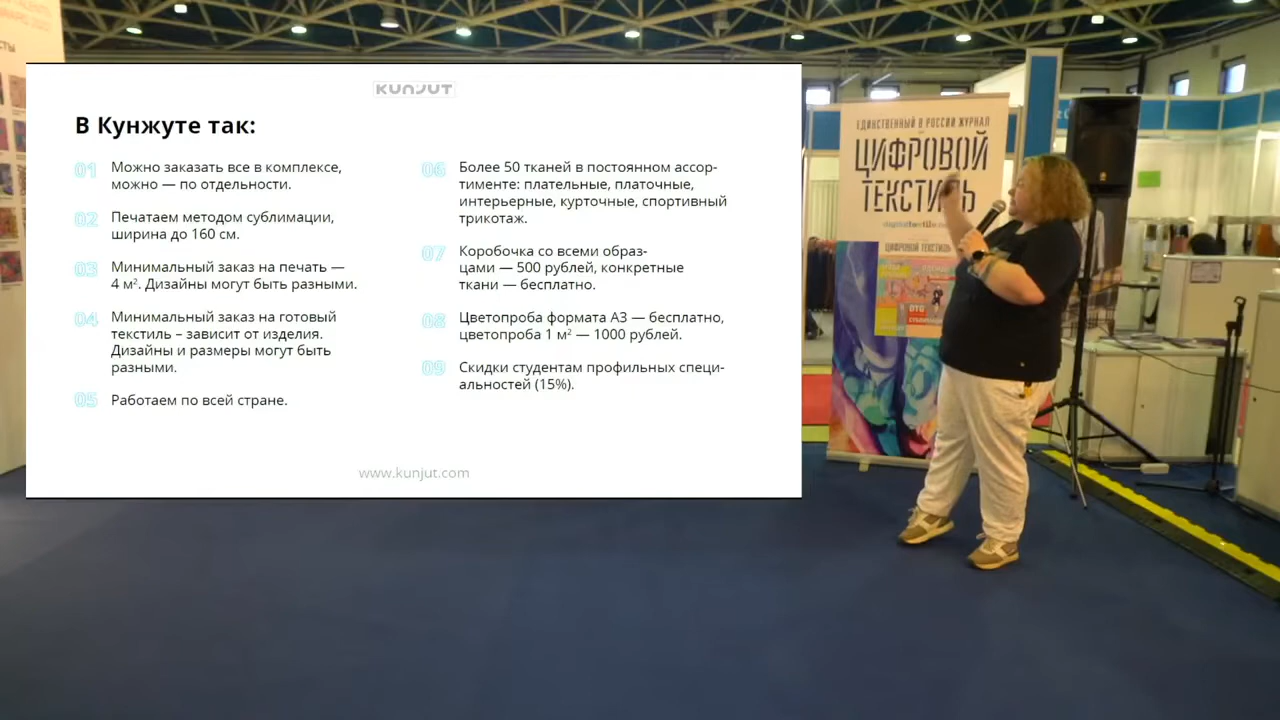 KUNJUT
В Кунжуте так:
01
Можно заказать все в комплексе,
можно — по отдельности.
02
Печатаем методом сублимации,
ширина до 160 см.
03
Минимальный заказ на печать —
4 м². Дизайны могут быть разными.
04
Минимальный заказ на готовый
текстиль – зависит от изделия.
Дизайны и размеры могут быть
разными.
05
Работаем по всей стране.
06
Более 50 тканей в постоянном ассор-
тименте: плательные, платочные,
интерьерные, курточные, спортивный
трикотаж.
07
Коробочка со всеми образ-
цами — 500 рублей, конкретные
ткани — бесплатно.
08
Цветопроба формата А3 — бесплатно,
цветопроба 1 м² — 1000 рублей.
09
Скидки студентам профильных специ-
альностей (15%).
www.kunjut.com
ЕДИНСТВЕННЫЙ В РОССИИ ЖУРНАЛ
ЦИФРОВОЙ
ТЕКСТИЛЬ
ЦИФРОВОЙ ТЕКСТИЛЬ